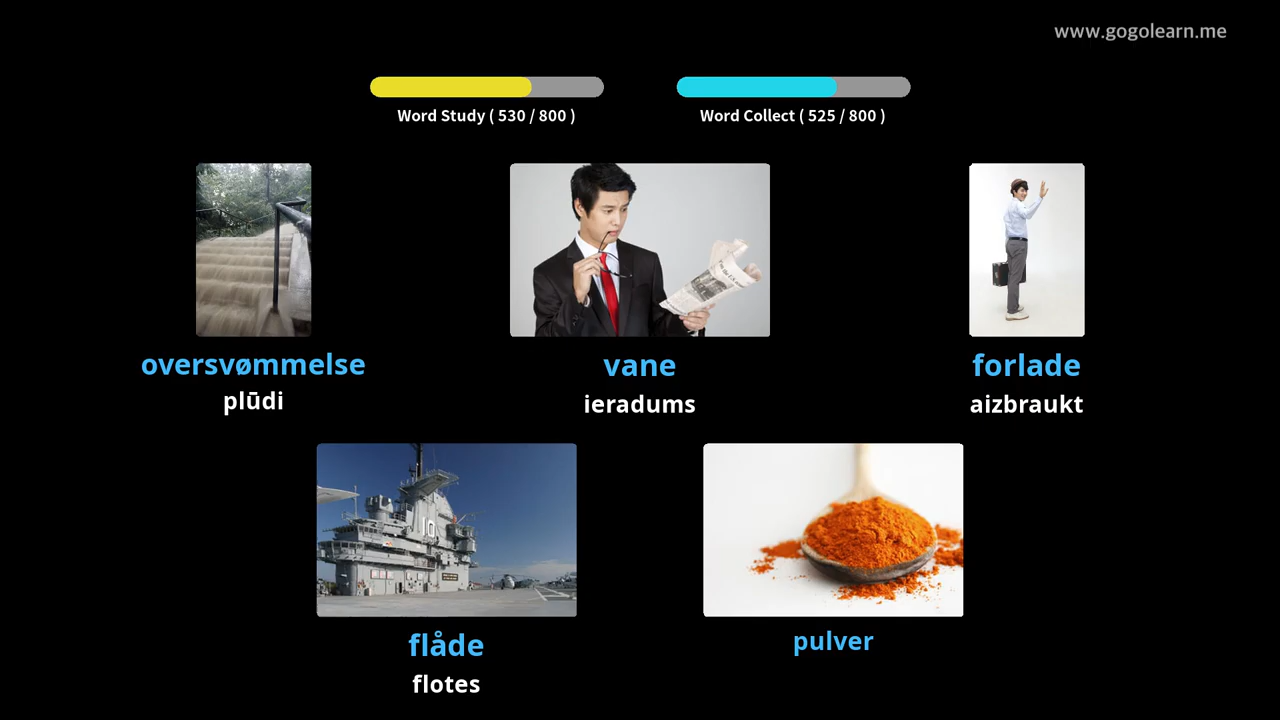 www.gogolearn.me
Word Study ( 530 / 800 )
Word Collect ( 525 / 800 )
oversvømmelse
plūdi
vane
ieradums
forlade
aizbraukt
10
flåde
flotes
pulver